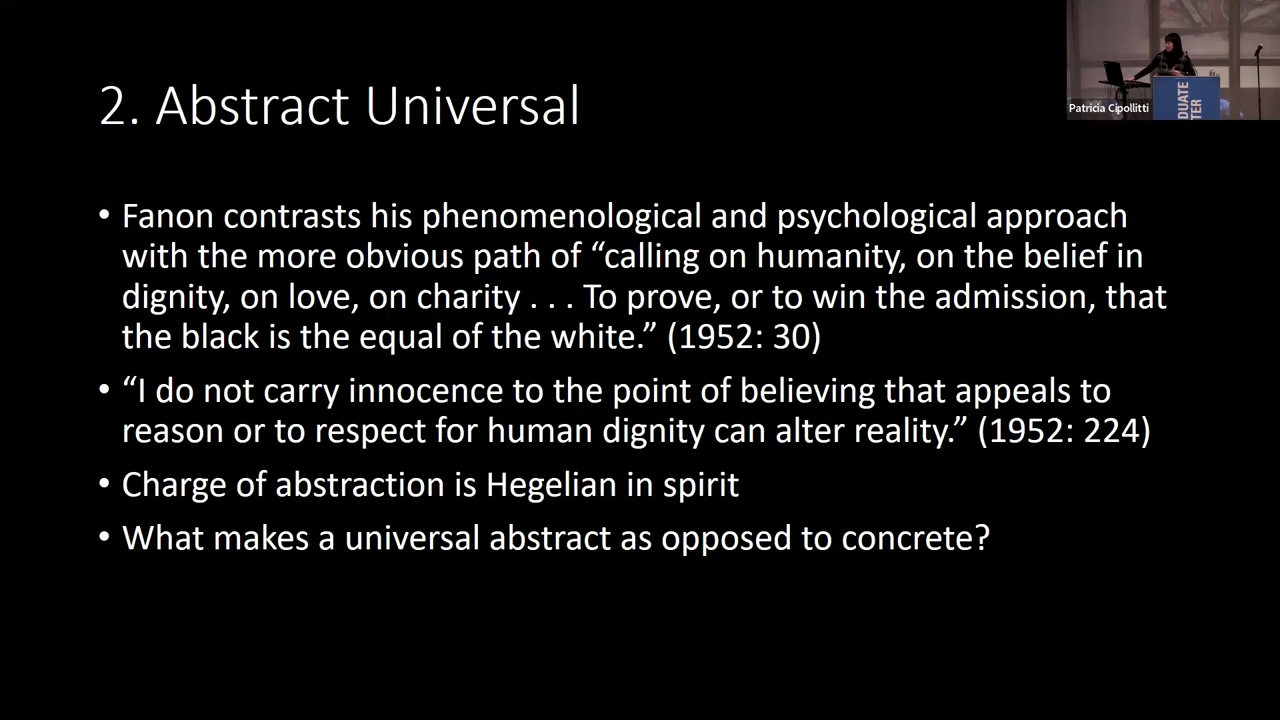 2. Abstract Universal
Patricia Cipollitti
DUATE
TER
• Fanon contrasts his phenomenological and psychological approach
with the more obvious path of “calling on humanity, on the belief in
dignity, on love, on charity . . . To prove, or to win the admission, that
the black is the equal of the white.” (1952: 30)
• “I do not carry innocence to the point of believing that appeals to
reason or to respect for human dignity can alter reality.” (1952: 224)
• Charge of abstraction is Hegelian in spirit
• What makes a universal abstract as opposed to concrete?